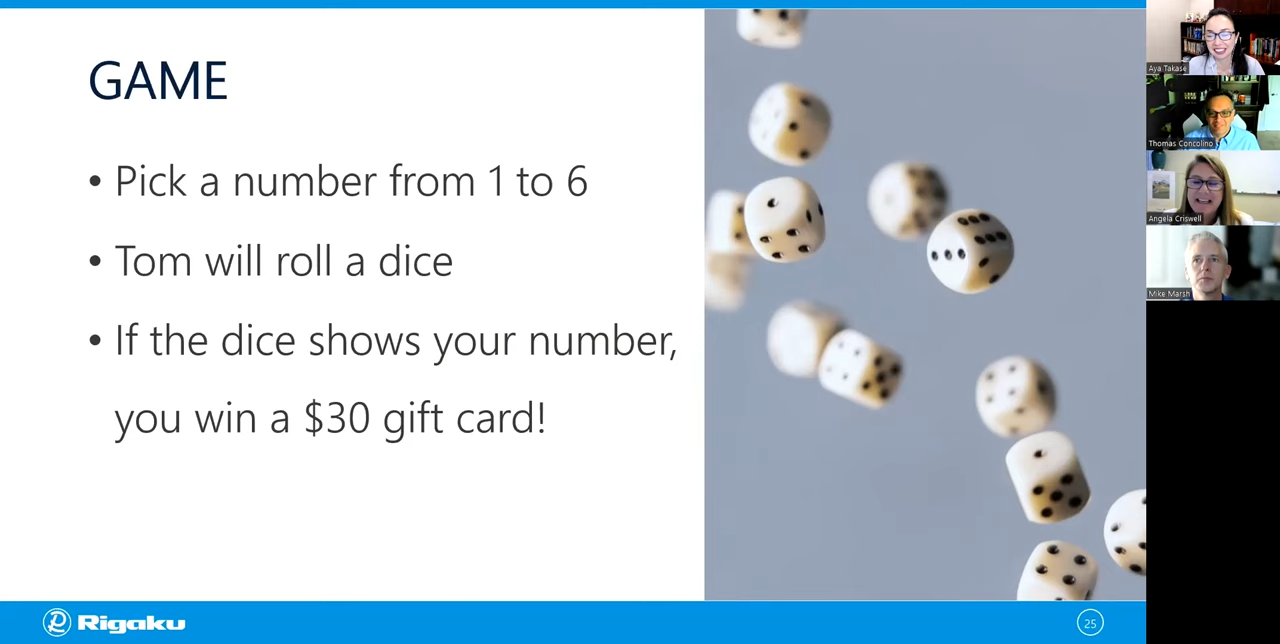 GAME
• Pick a number from 1 to 6
• Tom will roll a dice
• If the dice shows your number,
you win a $30 gift card!
Rigaku
25
Aya Takase
Thomas Concolino
Angela Criswell
Mike Marsh